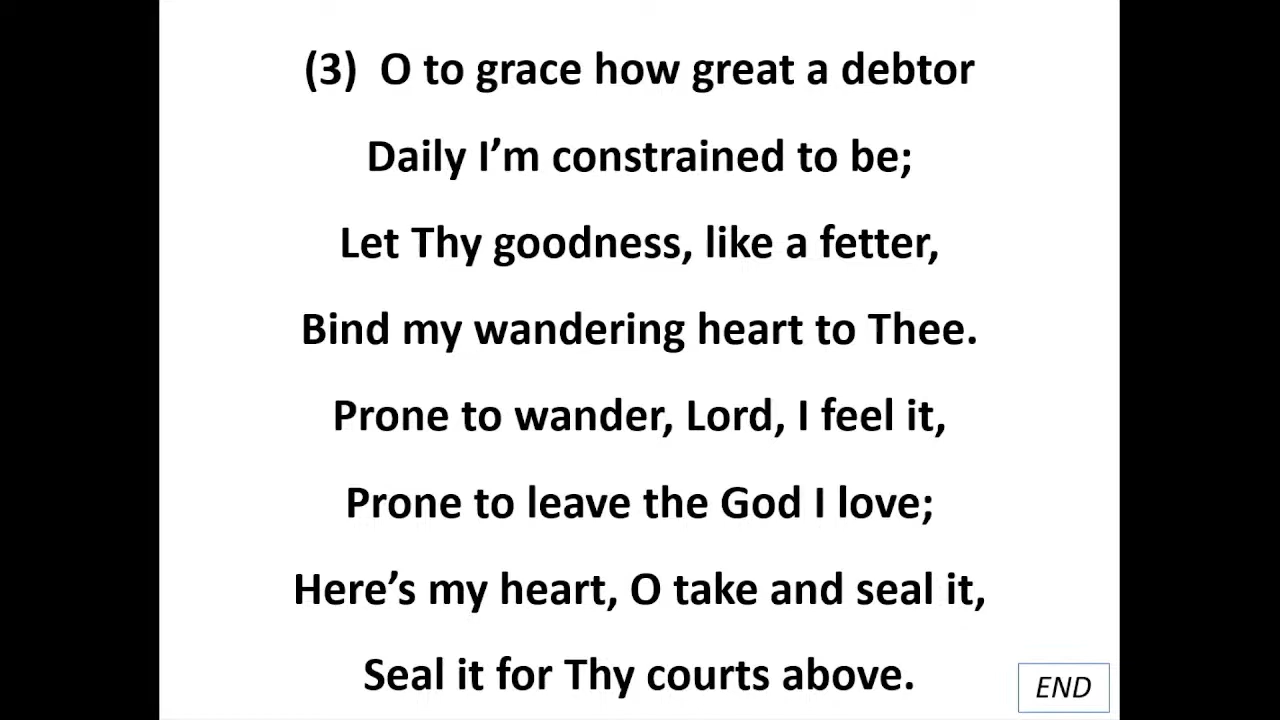 (3) O to grace how great a debtor
Daily I’m constrained to be;
Let Thy goodness, like a fetter,
Bind my wandering heart to Thee.
Prone to wander, Lord, I feel it,
Prone to leave the God I love;
Here’s my heart, O take and seal it,
Seal it for Thy courts above.
END